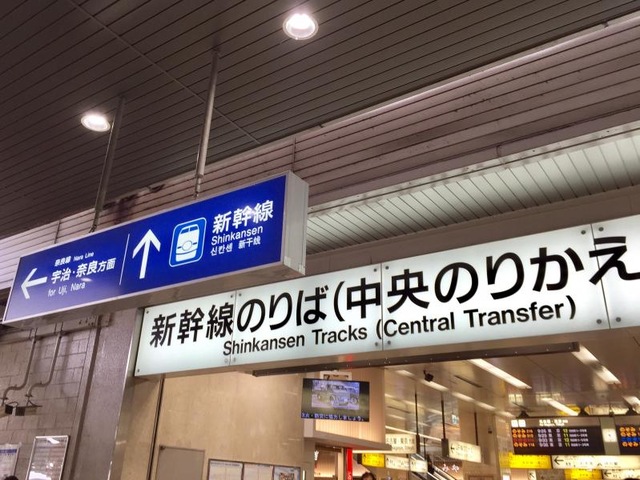 奈良線 Nara Line
宇治・奈良方面
for Uji, Nara
新幹線
Shinkansen
신칸센 新干线
新幹線のりば(中央のりかえ
Shinkansen Tracks (Central Transfer)